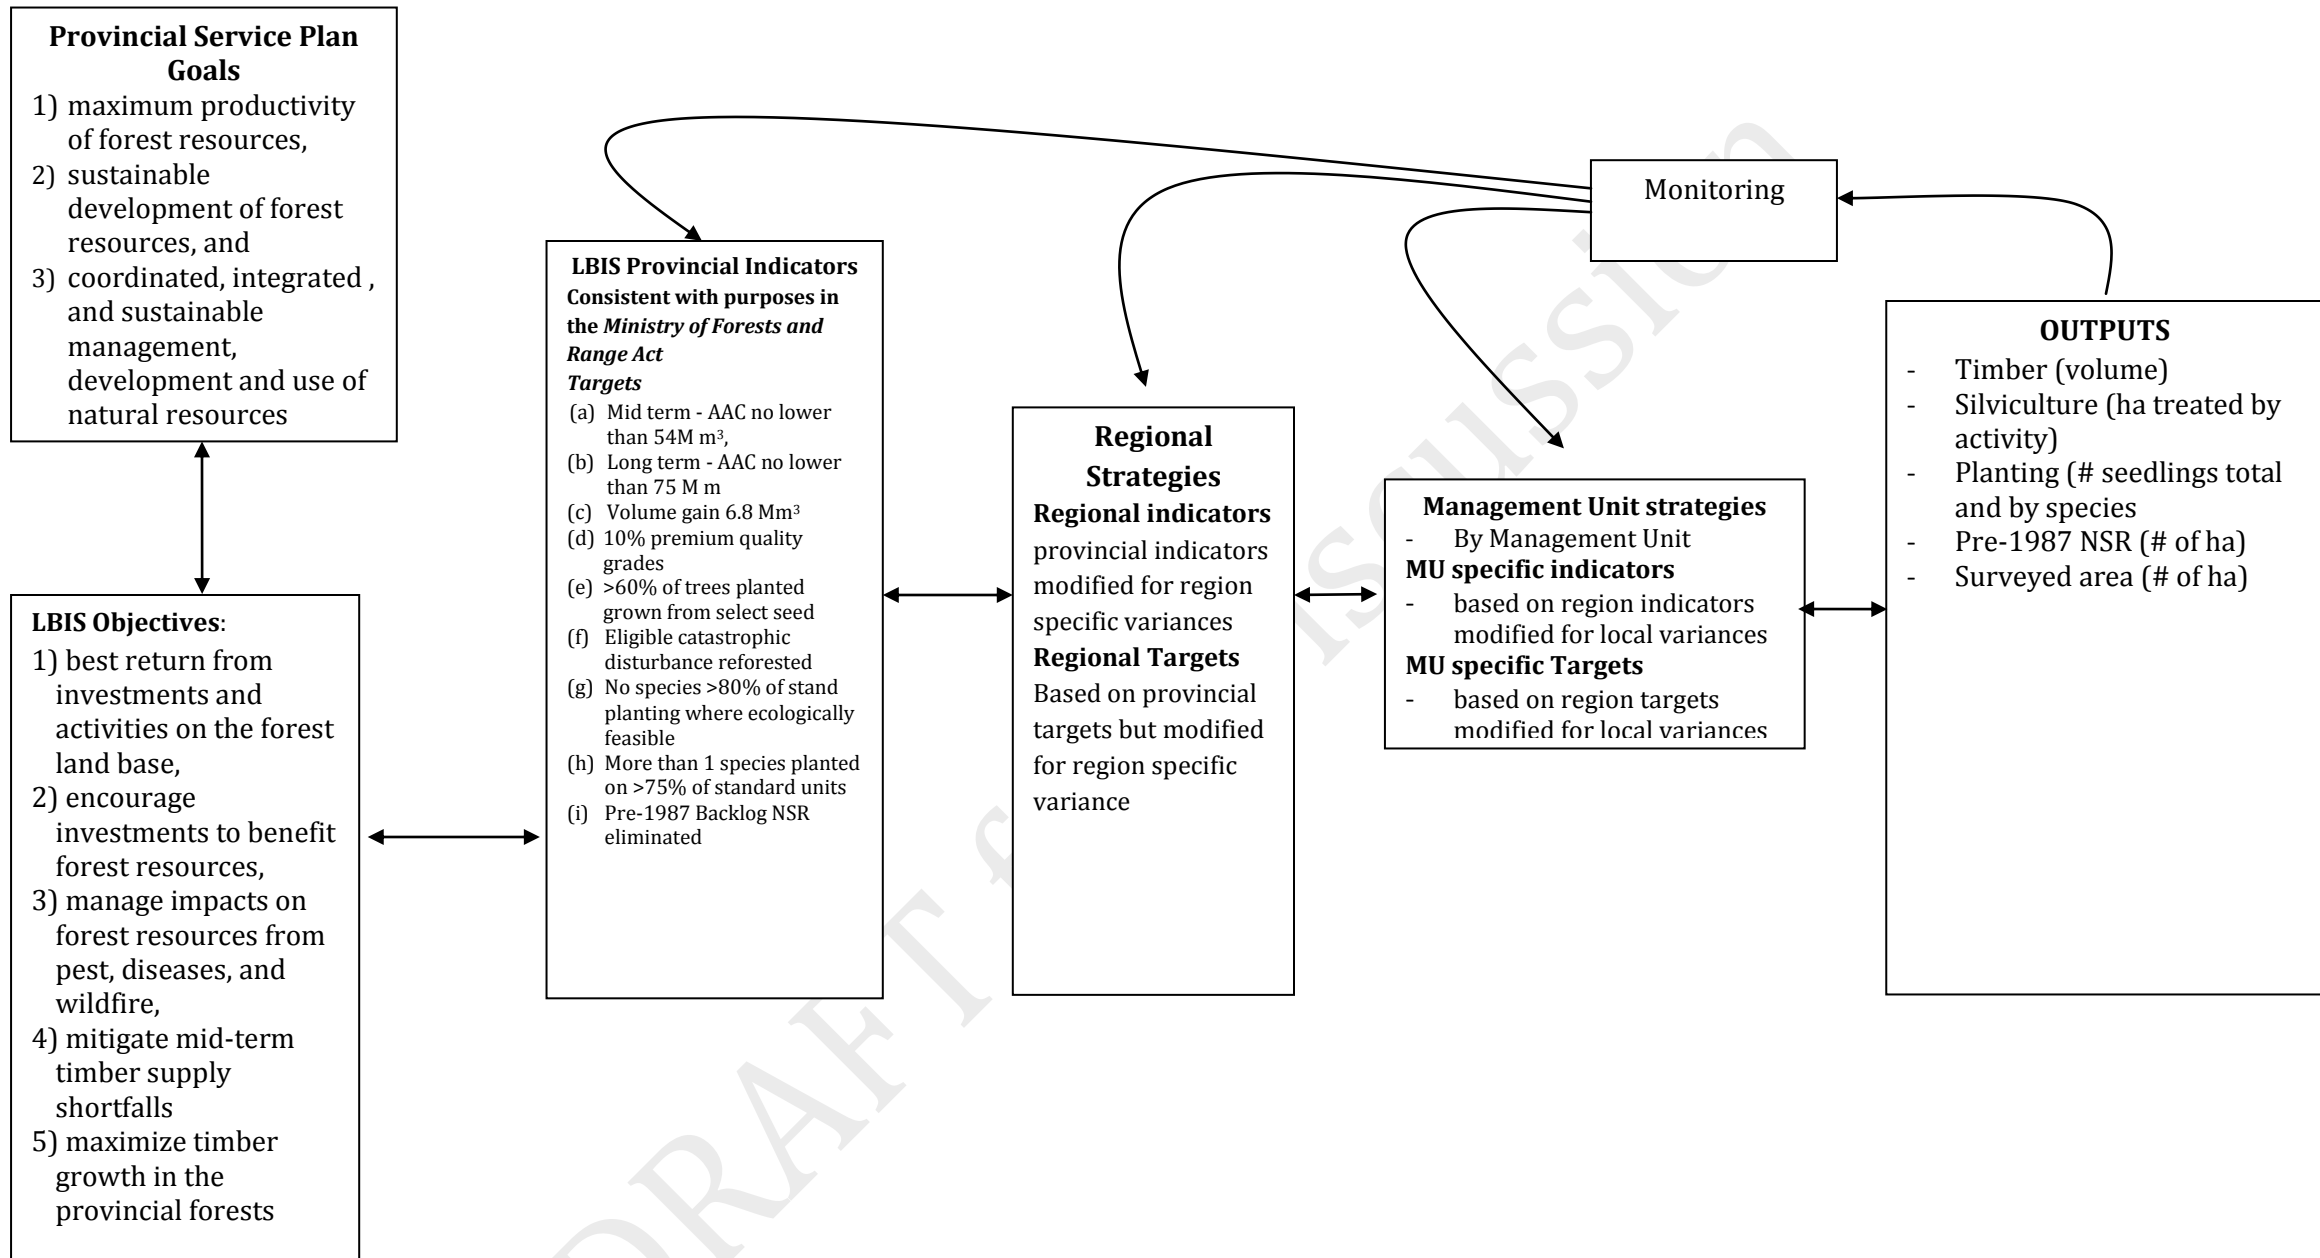 Provincial Service Plan
Goals
1) maximum productivity
of forest resources,
2) sustainable
development of forest
resources, and
3) coordinated, integrated ,
and sustainable
management,
development and use of
natural resources
LBIS Objectives:
1) best return from
investments and
activities on the forest
land base,
2) encourage
investments to benefit
forest resources,
3) manage impacts on
forest resources from
pest, diseases, and
wildfire,
4) mitigate mid-term
timber supply
shortfalls
5) maximize timber
growth in the
provincial forests
LBIS Provincial Indicators
Consistent with purposes in
the Ministry of Forests and
Range Act
Targets
(a) Mid term - AAC no lower
than 54M m³,
(b) Long term - AAC no lower
than 75 M m
(c) Volume gain 6.8 Mm³
(d) 10% premium quality
grades
(e) >60% of trees planted
grown from select seed
(f) Eligible catastrophic
disturbance reforested
(g) No species >80% of stand
planting where ecologically
feasible
(h) More than 1 species planted
on >75% of standard units
(i) Pre-1987 Backlog NSR
eliminated
Regional
Strategies
Regional indicators
provincial indicators
modified for region
specific variances
Regional Targets
Based on provincial
targets but modified
for region specific
variance
Management Unit strategies
- By Management Unit
MU specific indicators
- based on region indicators
modified for local variances
MU specific Targets
- based on region targets
modified for local variances
Monitoring
OUTPUTS
- Timber (volume)
- Silviculture (ha treated by
activity)
- Planting (# seedlings total
and by species
- Pre-1987 NSR (# of ha)
- Surveyed area (# of ha)
DRAFT f iscussion